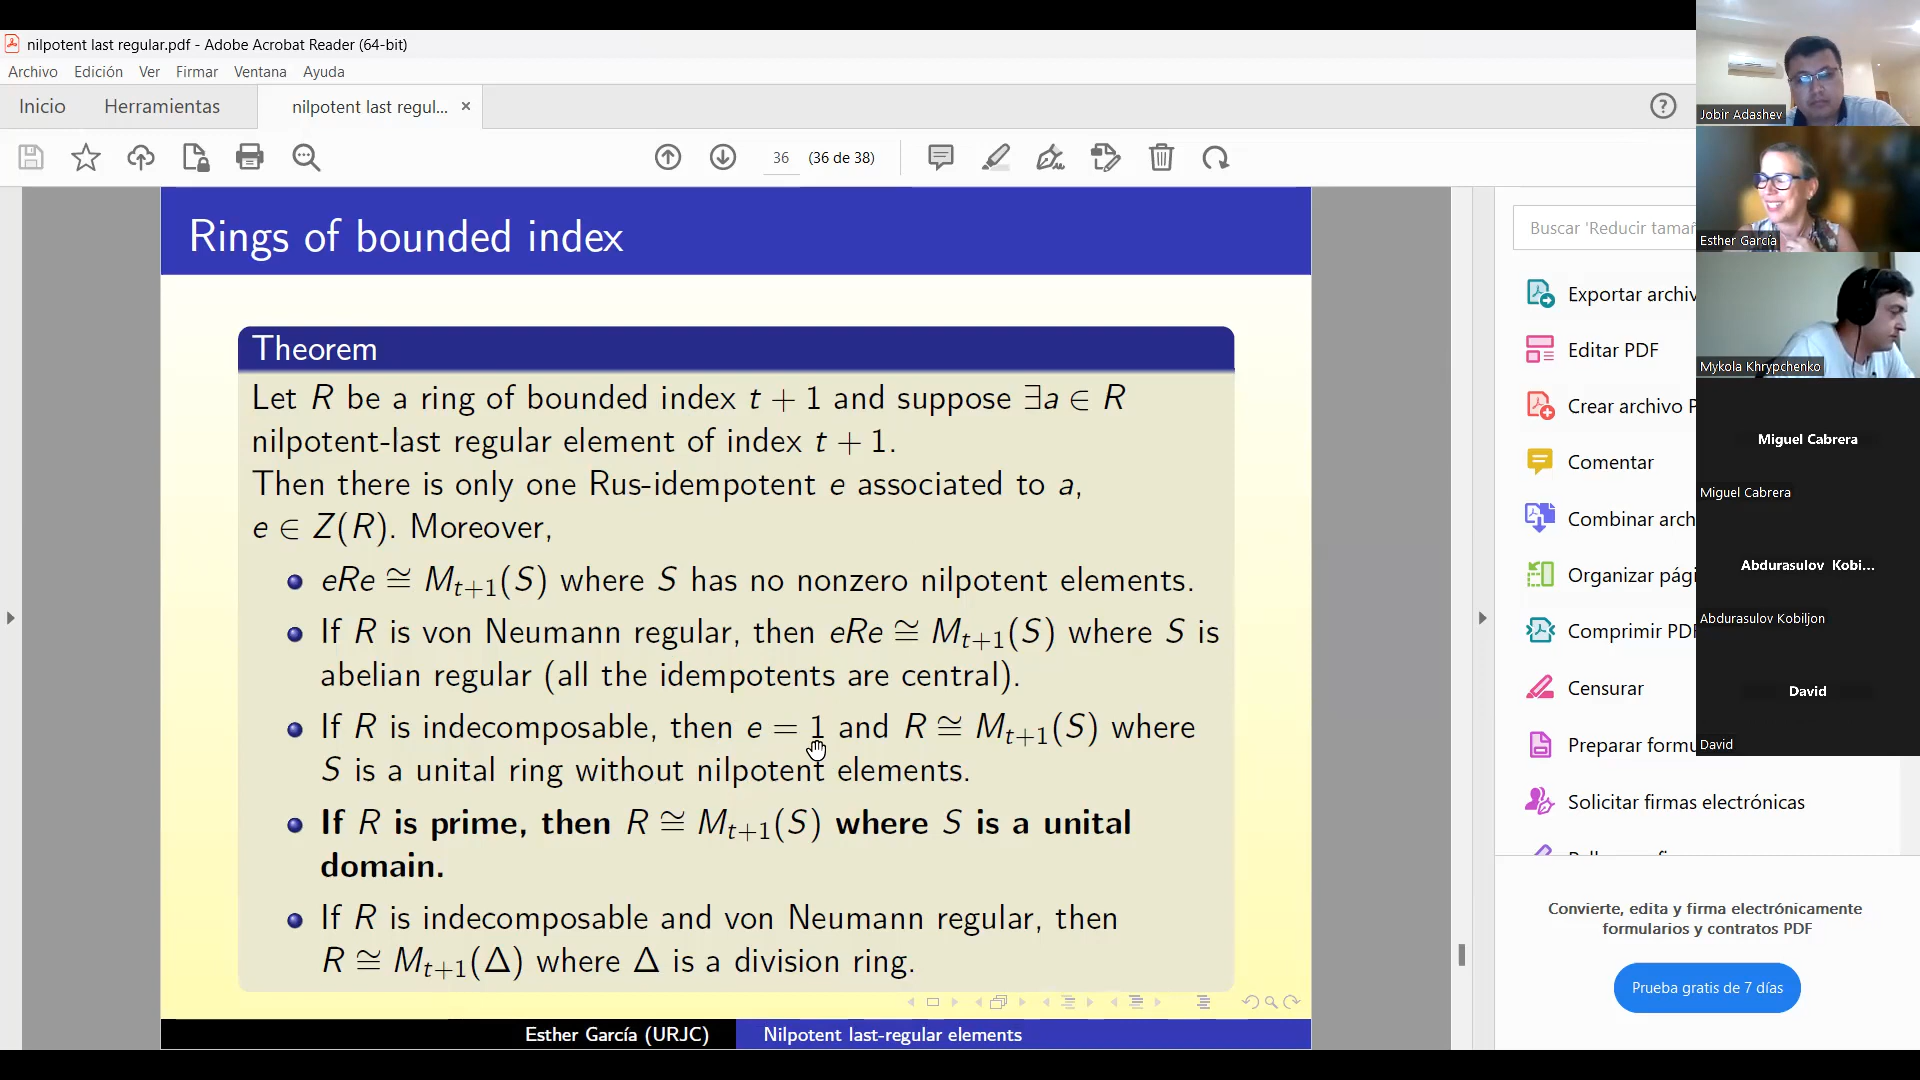 nilpotent last regular.pdf - Adobe Acrobat Reader (64-bit)
Archivo Edición Ver Firmar Ventana Ayuda
Inicio Herramientas nilpotent last regul... ×
36 (36 de 38)
Rings of bounded index
Theorem
Let R be a ring of bounded index t + 1 and suppose ∃a ∈ R
nilpotent-last regular element of index t + 1.
Then there is only one Rus-idempotent e associated to a,
e ∈ Z(R). Moreover,
eRe ≅ M_{t+1}(S) where S has no nonzero nilpotent elements.
If R is von Neumann regular, then eRe ≅ M_{t+1}(S) where S is
abelian regular (all the idempotents are central).
If R is indecomposable, then e = 1 and R ≅ M_{t+1}(S) where
S is a unital ring without nilpotent elements.
If R is prime, then R ≅ M_{t+1}(S) where S is a unital
domain.
If R is indecomposable and von Neumann regular, then
R ≅ M_{t+1}(Δ) where Δ is a division ring.
Esther García (URJC) Nilpotent last-regular elements
Buscar 'Reducir tamañ
Exportar archiv
Editar PDF
Crear archivo P
Comentar
Combinar arch
Organizar pági
Comprimir PDF
Censurar
Preparar formu
Solicitar firmas electrónicas
Convierte, edita y firma electrónicamente
formularios y contratos PDF
Prueba gratis de 7 días
Jobir Adashev
Esther García
Mykola Khrypchenko
Miguel Cabrera
Miguel Cabrera
Abdurasulov Kobi...
Abdurasulov Kobiljon
David
David